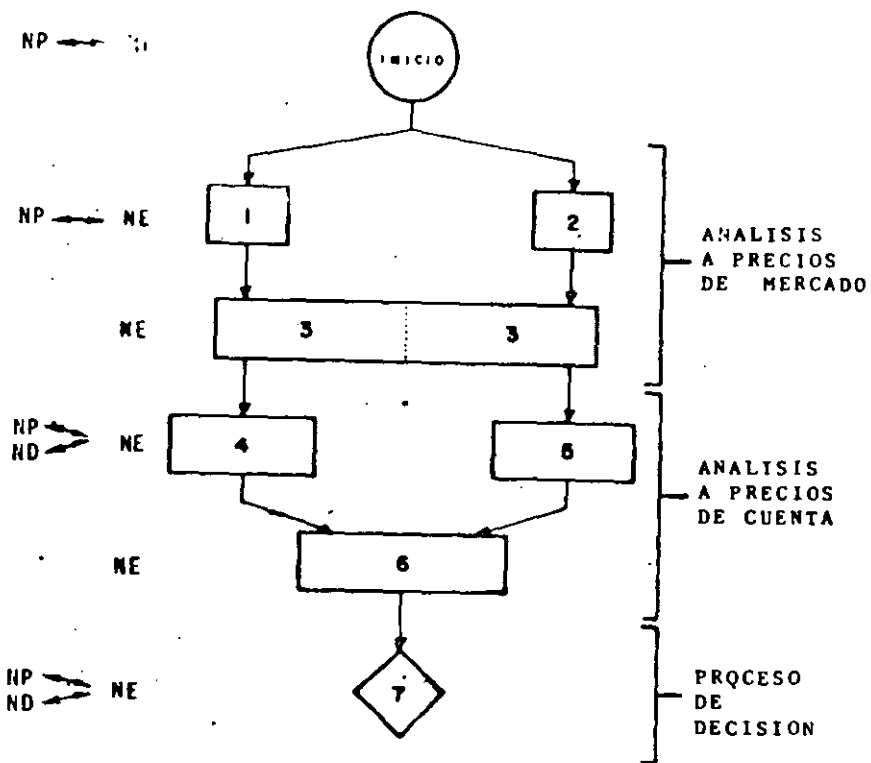 NP
INICIO
NP NE
1
2
ANALISIS
A PRECIOS
DE MERCADO
NE
3 3
NP
ND
NE
4
5
ANALISIS
A PRECIOS
DE CUENTA
NE
6
NP
ND
NE
7
PROCESO
DE
DECISION